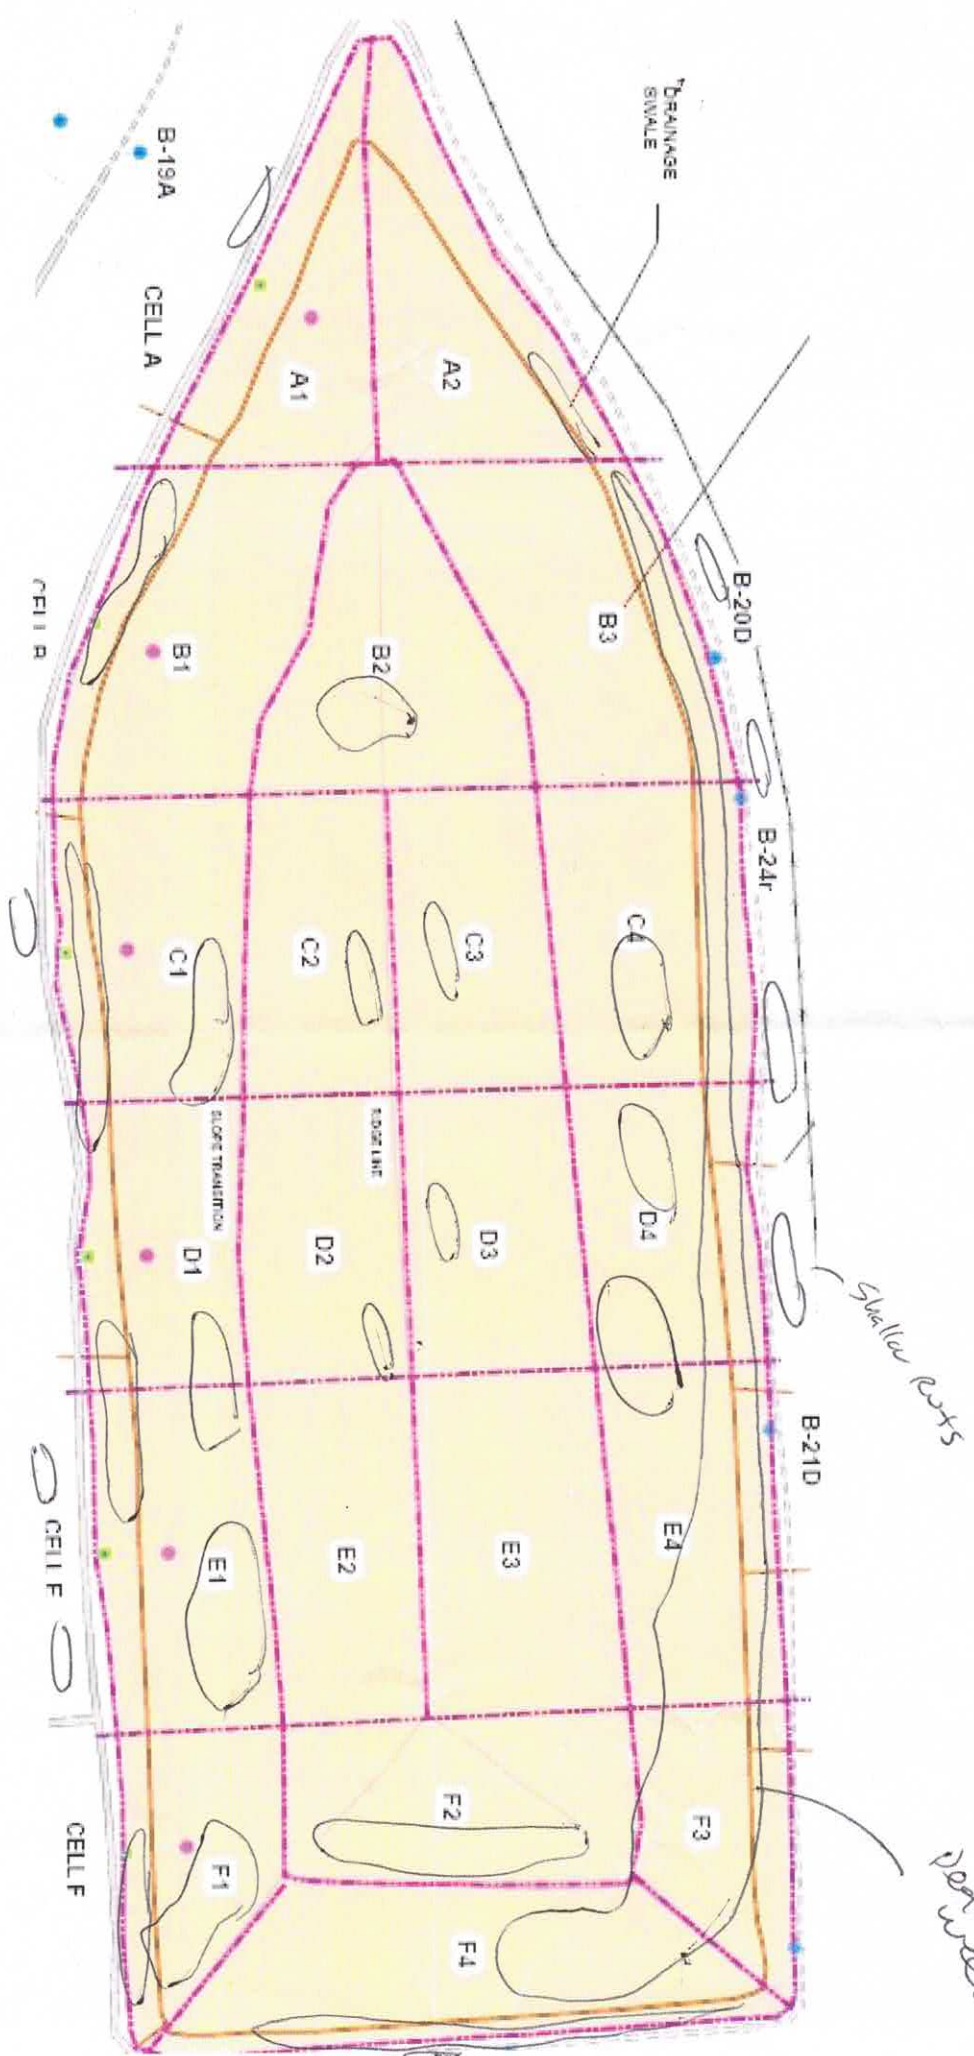 DRAINAGE
SWALE
B-19A
CELL A
A1
A2
B-20D
B3
B2
B1
B-24r
C4
C3
C2
C1
SLOPE TRANSITION
RIDGE LINE
D4
D3
D2
D1
Shallow Ruts
B-21D
E4
E3
E2
E1
F3
F2
F1
CELL F
F4